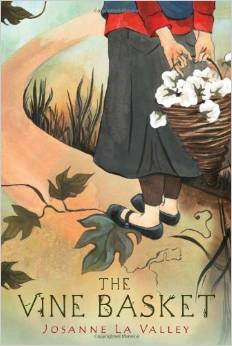 THE
VINE BASKET
JOSANNE LA VALLEY